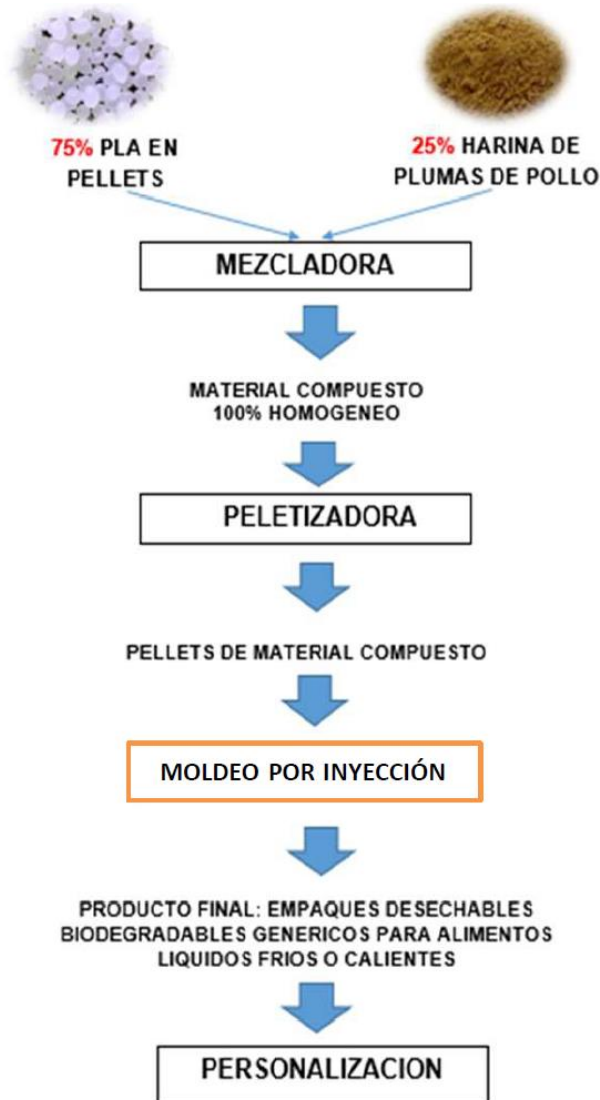 75% PLA EN
PELLETS
25% HARINA DE
PLUMAS DE POLLO
MEZCLADORA
MATERIAL COMPUESTO
100% HOMOGENEO
PELETIZADORA
PELLETS DE MATERIAL COMPUESTO
MOLDEO POR INYECCIÓN
PRODUCTO FINAL: EMPAQUES DESECHABLES
BIODEGRADABLES GENERICOS PARA ALIMENTOS
LIQUIDOS FRIOS O CALIENTES
PERSONALIZACION